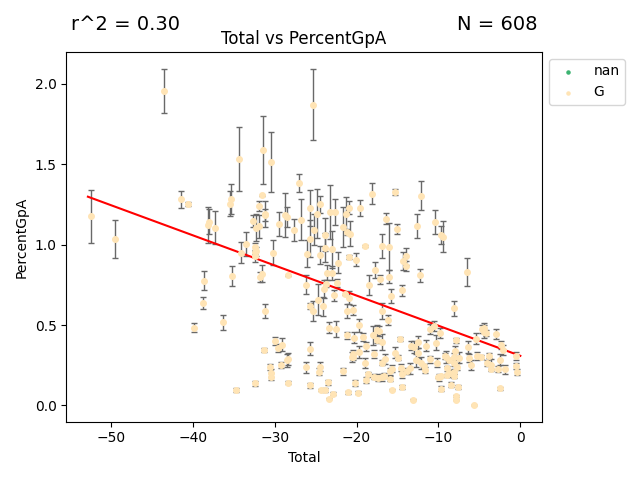 r^2 = 0.30
N = 608
Total vs PercentGpA
nan
G
2.0
1.5
1.0
0.5
0.0
PercentGpA
−50
−40
−30
−20
−10
0
Total